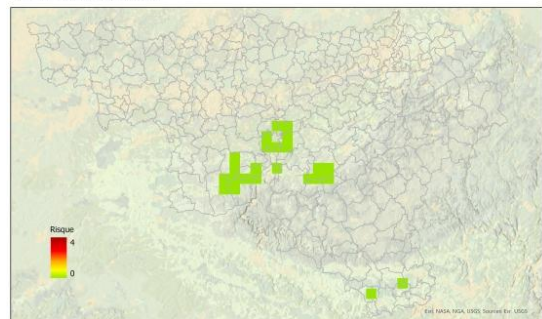 Risque
4
0
Esri, NASA, NGA, USGS, Sources: Esri, USGS